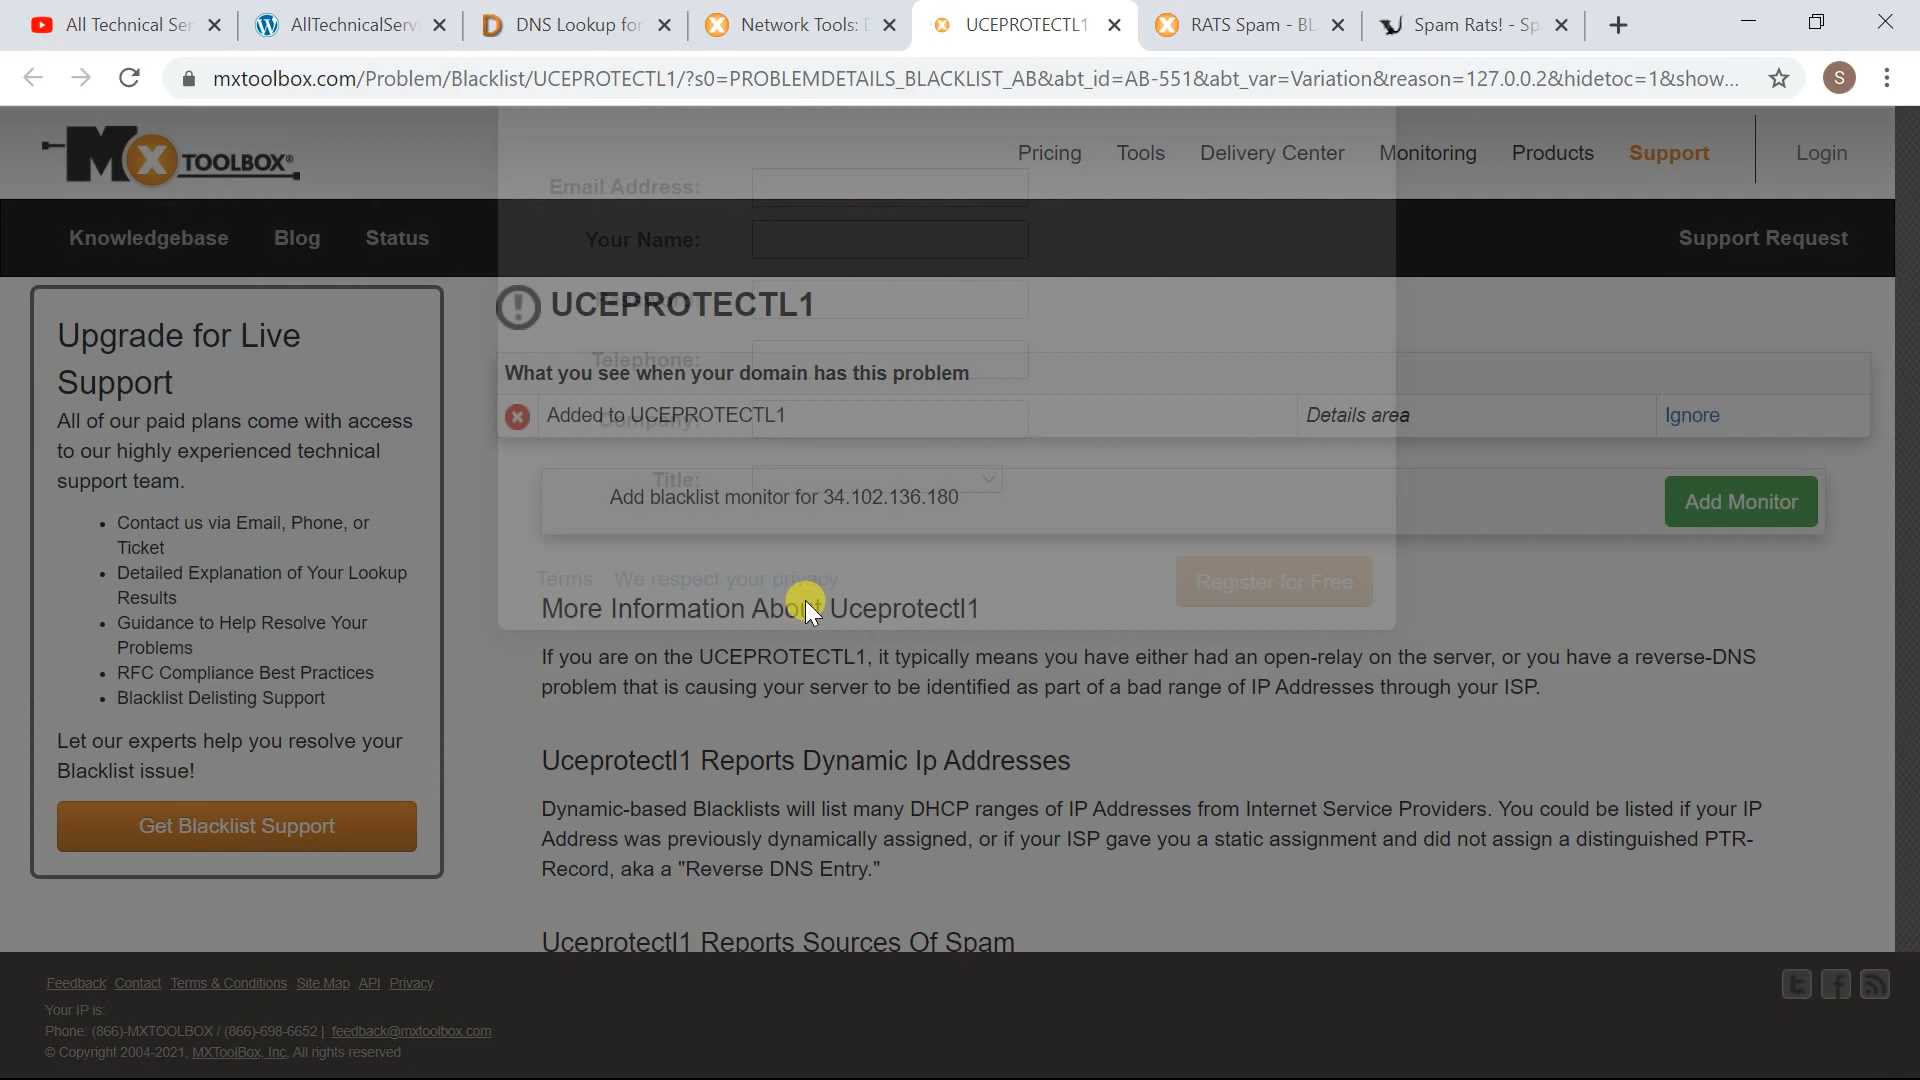 All Technical Ser
AllTechnicalServi
DNS Lookup for
Network Tools: D
UCEPROTECTL1
RATS Spam - BL
Spam Rats! - Sp
mxtoolbox.com/Problem/Blacklist/UCEPROTECTL1/?s0=PROBLEMDETAILS_BLACKLIST_AB&abt_id=AB-551&abt_var=Variation&reason=127.0.0.2&hidetoc=1&show...
S
MX TOOLBOX®
Pricing
Tools
Delivery Center
Monitoring
Products
Support
Login
Knowledgebase
Blog
Status
Support Request
Email Address:
Your Name:
Telephone:
Company:
Title:
Terms We respect your privacy
Register for Free
Upgrade for Live
Support
All of our paid plans come with access
to our highly experienced technical
support team.
• Contact us via Email, Phone, or
Ticket
• Detailed Explanation of Your Lookup
Results
• Guidance to Help Resolve Your
Problems
• RFC Compliance Best Practices
• Blacklist Delisting Support
Let our experts help you resolve your
Blacklist issue!
Get Blacklist Support
UCEPROTECTL1
What you see when your domain has this problem
Added to UCEPROTECTL1
Details area
Ignore
Add blacklist monitor for 34.102.136.180
Add Monitor
More Information About Uceprotectl1
If you are on the UCEPROTECTL1, it typically means you have either had an open-relay on the server, or you have a reverse-DNS
problem that is causing your server to be identified as part of a bad range of IP Addresses through your ISP.
Uceprotectl1 Reports Dynamic Ip Addresses
Dynamic-based Blacklists will list many DHCP ranges of IP Addresses from Internet Service Providers. You could be listed if your IP
Address was previously dynamically assigned, or if your ISP gave you a static assignment and did not assign a distinguished PTR-
Record, aka a "Reverse DNS Entry."
Uceprotectl1 Reports Sources Of Spam
Feedback Contact Terms & Conditions Site Map API Privacy
Your IP is:
Phone: (866)-MXTOOLBOX / (866)-698-6652 | feedback@mxtoolbox.com
© Copyright 2004-2021, MXToolBox, Inc, All rights reserved